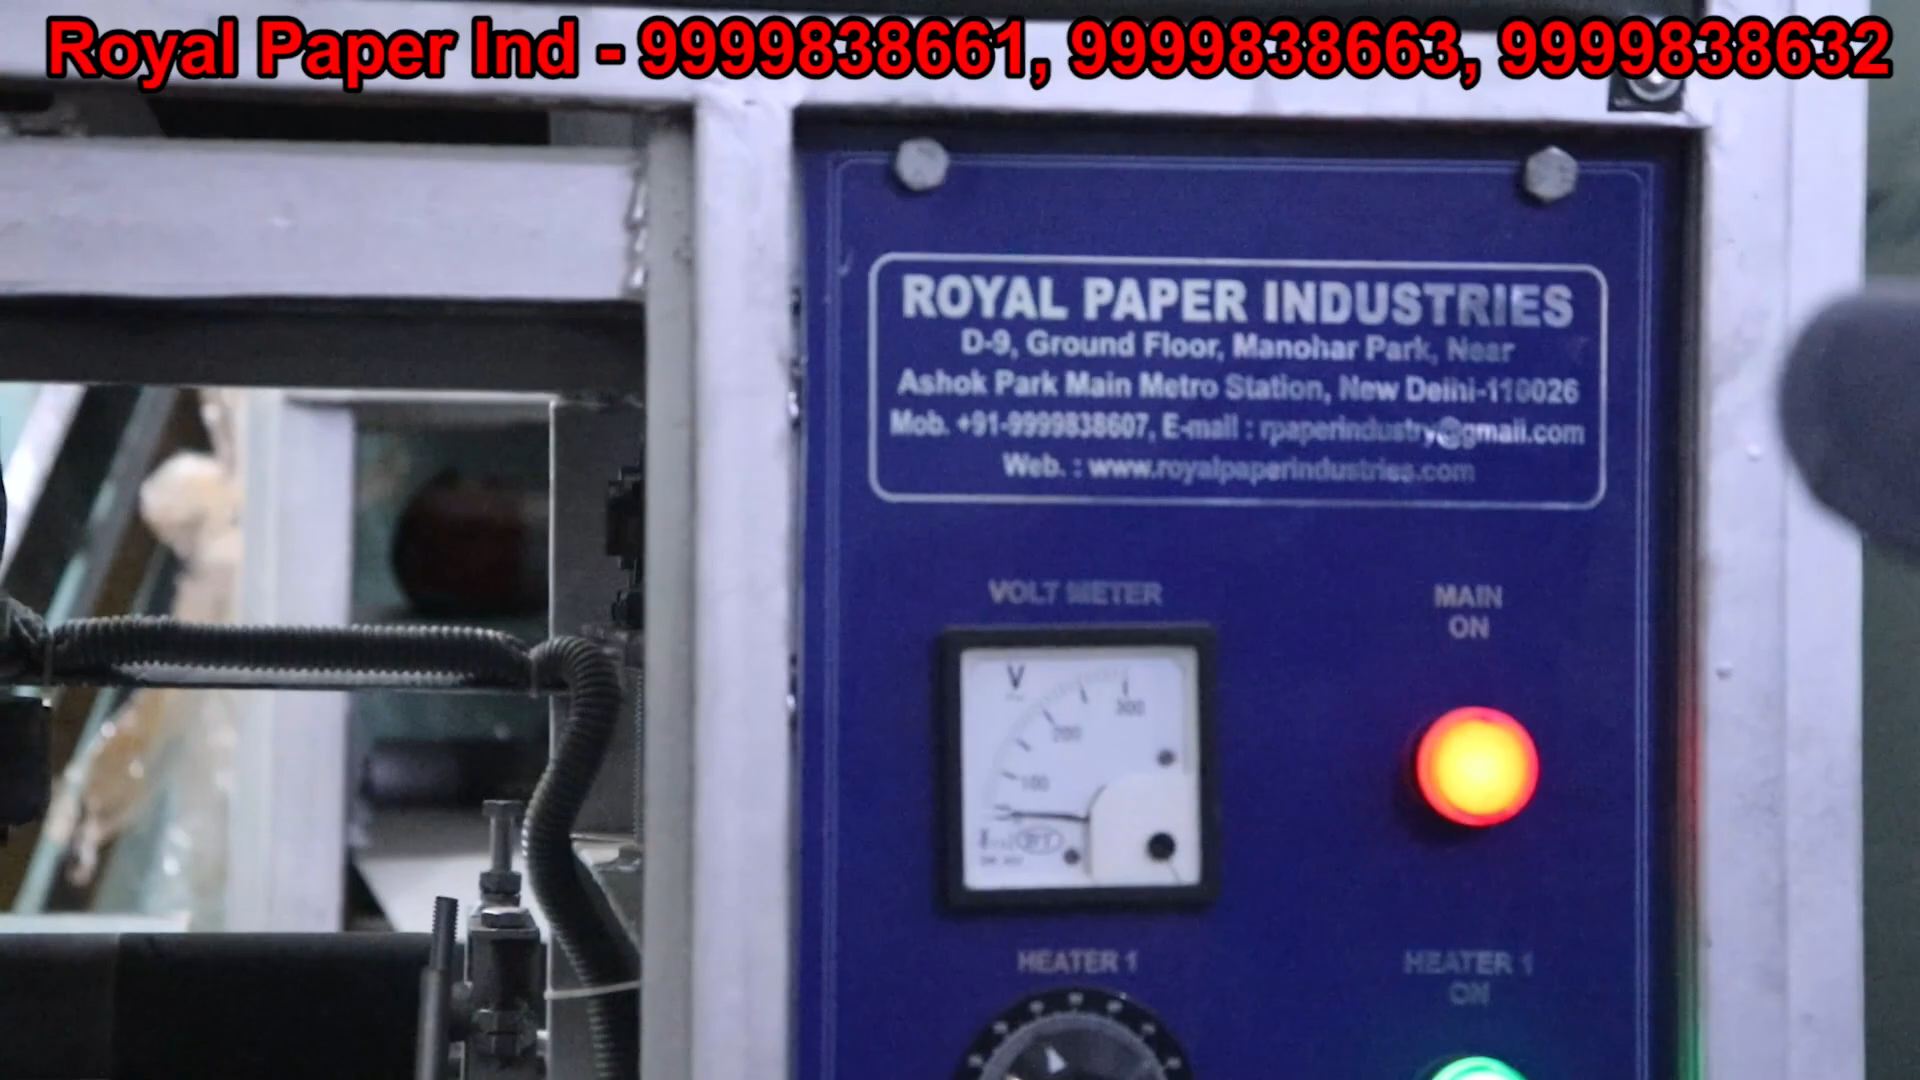 Royal Paper Ind - 9999838661, 9999838663, 9999838632
ROYAL PAPER INDUSTRIES
D-9, Ground Floor, Manohar Park, Near
Ashok Park Main Metro Station, New Delhi-110026
Mob. +91-9999838607, E-mail : rpaperindustry@gmail.com
Web. : www.royalpaperindustries.com
VOLT METER
MAIN
ON
V
300
200
100
HEATER 1
HEATER 1
ON